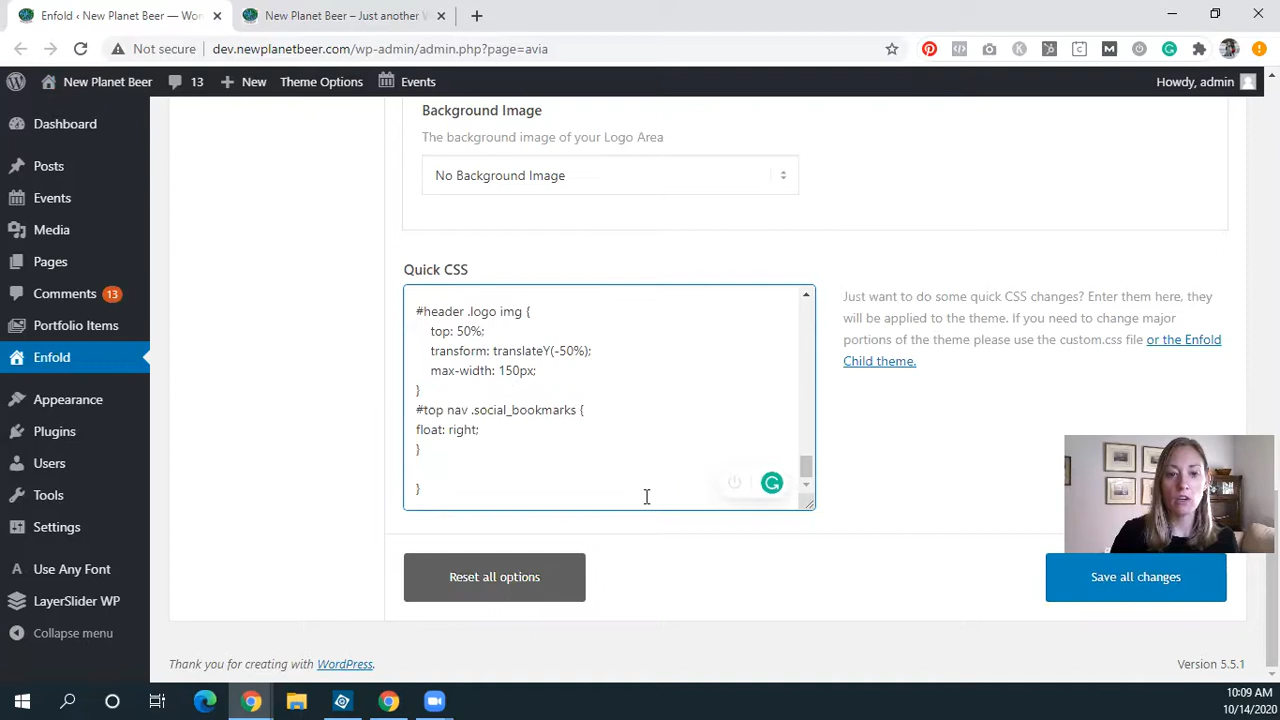 Enfold ‹ New Planet Beer — Wor
New Planet Beer – Just another W
Not secure
dev.newplanetbeer.com/wp-admin/admin.php?page=avia
New Planet Beer
13
New
Theme Options
Events
Howdy, admin
Dashboard
Posts
Events
Media
Pages
Comments 13
Portfolio Items
Enfold
Appearance
Plugins
Users
Tools
Settings
Use Any Font
LayerSlider WP
Collapse menu
Background Image
The background image of your Logo Area
No Background Image
Quick CSS
#header .logo img {
top: 50%;
transform: translateY(-50%);
max-width: 150px;
}
#top nav .social_bookmarks {
float: right;
}
}
Just want to do some quick CSS changes? Enter them here, they
will be applied to the theme. If you need to change major
portions of the theme please use the custom.css file or the Enfold
Child theme.
Reset all options
Save all changes
Thank you for creating with WordPress.
Version 5.5.1
10:09 AM
10/14/2020